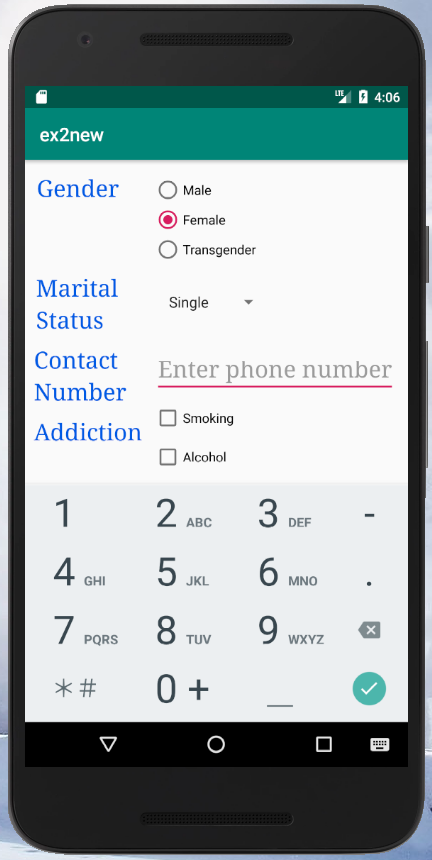 LTE 4:06
ex2new
Gender
Male
Female
Transgender
Marital
Status
Single
Contact
Number
Enter phone number
Addiction
Smoking
Alcohol
1 2 ABC 3 DEF -
4 GHI 5 JKL 6 MNO .
7 PQRS 8 TUV 9 WXYZ
*# 0 + _